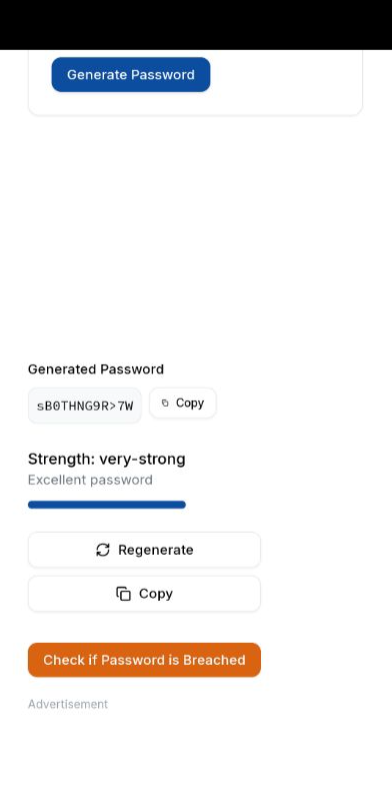 Generate Password
Generated Password
sB0THNG9R>7W
Copy
Strength: very-strong
Excellent password
Regenerate
Copy
Check if Password is Breached
Advertisement